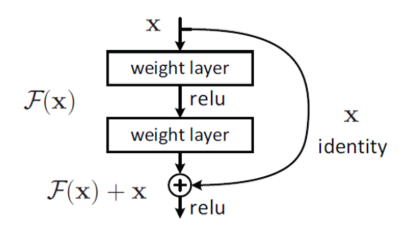 x
weight layer
relu
F(x)
weight layer
x
identity
F(x) + x
relu